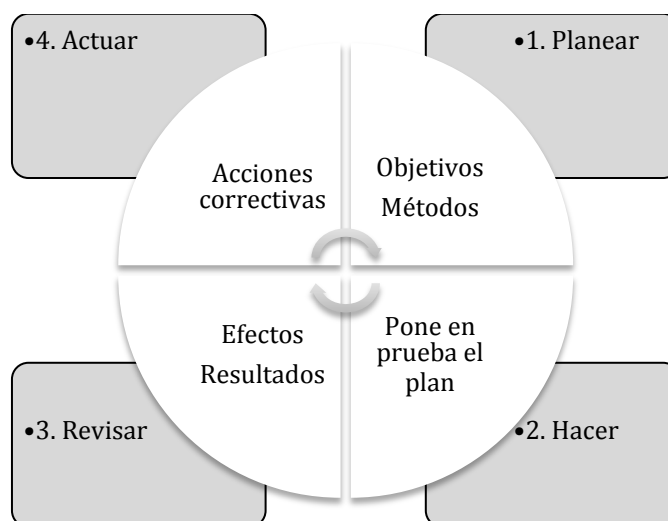 •4. Actuar
•1. Planear
Acciones
correctivas
Objetivos
Métodos
Efectos
Resultados
Pone en
prueba el
plan
•3. Revisar
•2. Hacer